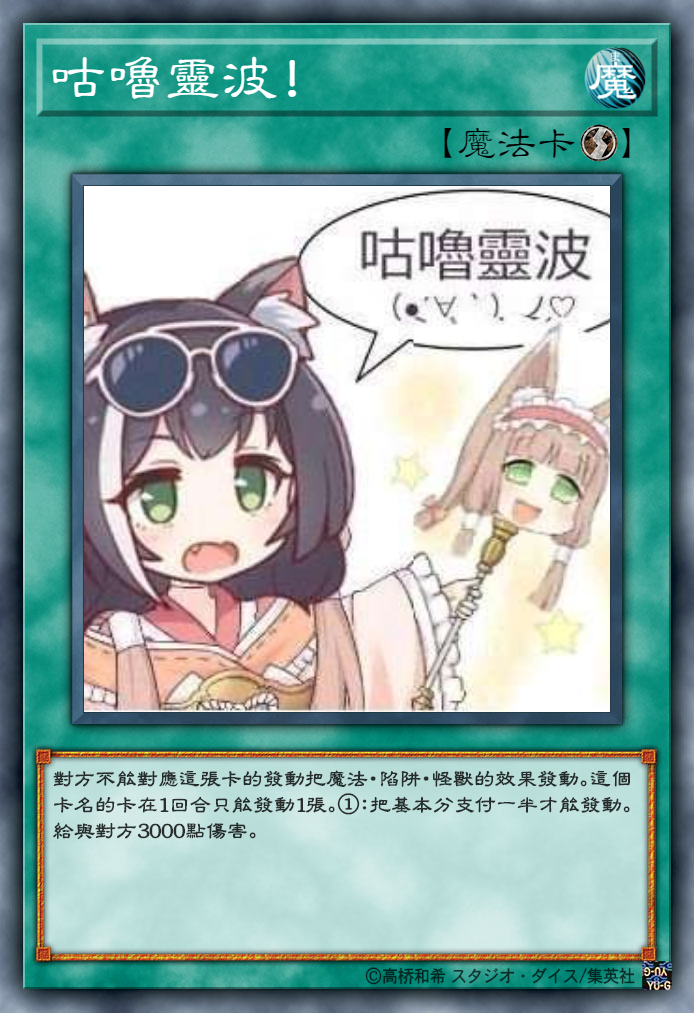 咕嚕靈波!
魔
【魔法卡】
咕嚕靈波
對方不能對應這張卡的發動把魔法·陷阱·怪獸的效果發動。這個
卡名的卡在1回合只能發動1張。①:把基本分支付一半才能發動。
給與對方3000點傷害。
©高桥和希 スタジオ・ダイス/集英社